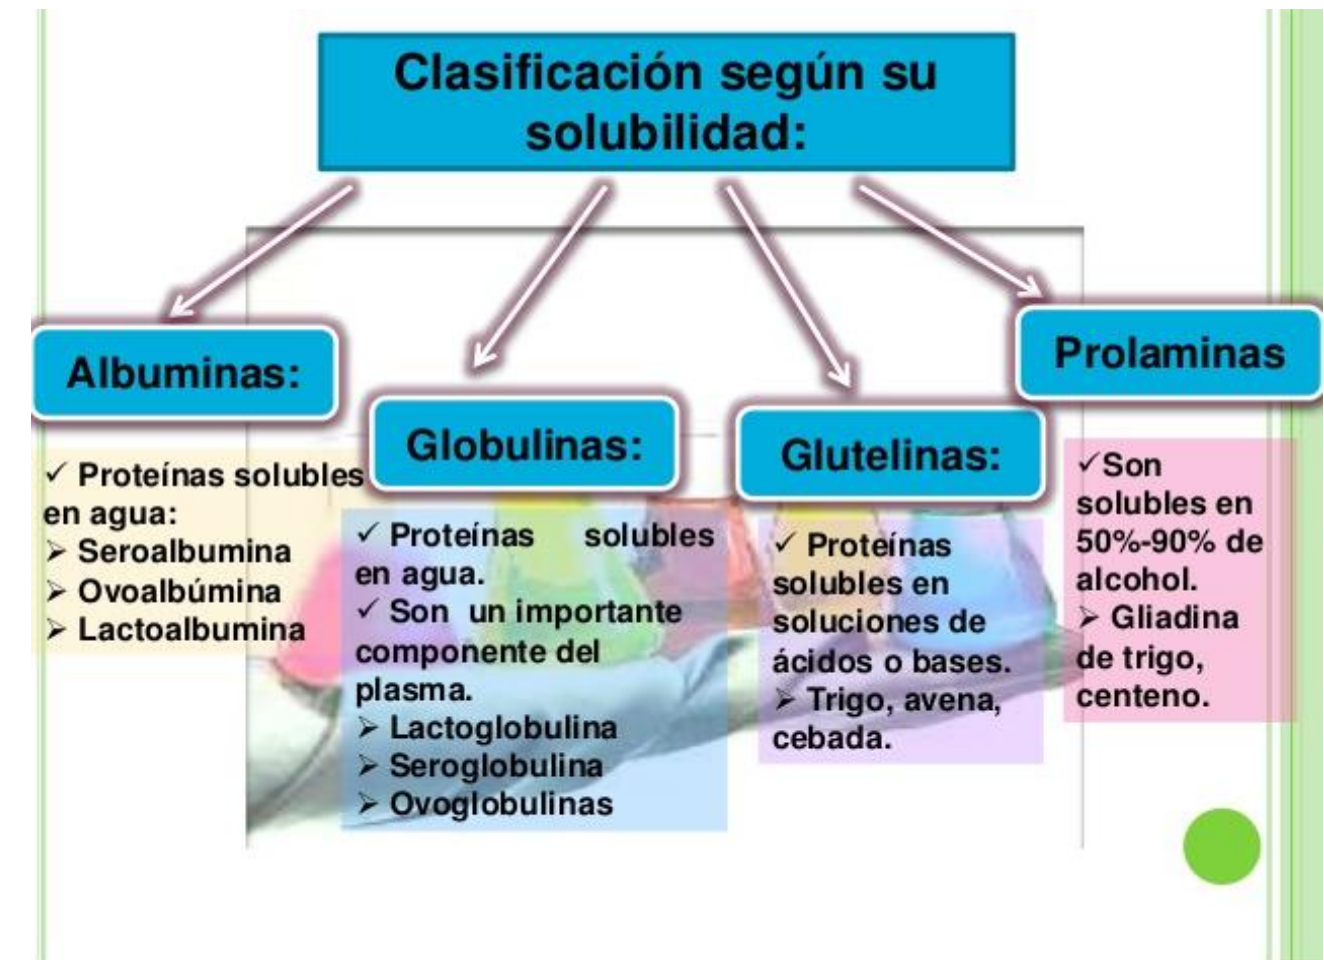 Clasificación según su
solubilidad:
Albuminas:
✓ Proteínas solubles
en agua:
➢ Seroalbumina
➢ Ovoalbúmina
➢ Lactoalbumina
Globulinas:
✓ Proteínas solubles
en agua.
✓ Son un importante
componente del
plasma.
➢ Lactoglobulina
➢ Seroglobulina
➢ Ovoglobulinas
Glutelinas:
✓ Proteínas
solubles en
soluciones de
ácidos o bases.
➢ Trigo, avena,
cebada.
Prolaminas
✓Son
solubles en
50%-90% de
alcohol.
➢ Gliadina
de trigo,
centeno.